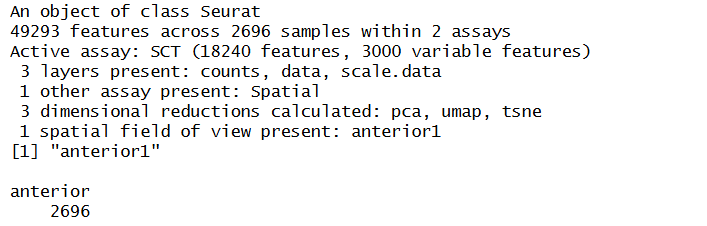 An object of class Seurat
49293 features across 2696 samples within 2 assays
Active assay: SCT (18240 features, 3000 variable features)
3 layers present: counts, data, scale.data
1 other assay present: Spatial
3 dimensional reductions calculated: pca, umap, tsne
1 spatial field of view present: anterior1
[1] "anterior1"
anterior
2696